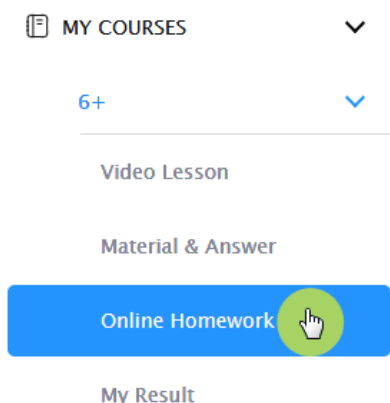 MY COURSES
6+
Video Lesson
Material & Answer
Online Homework
My Result